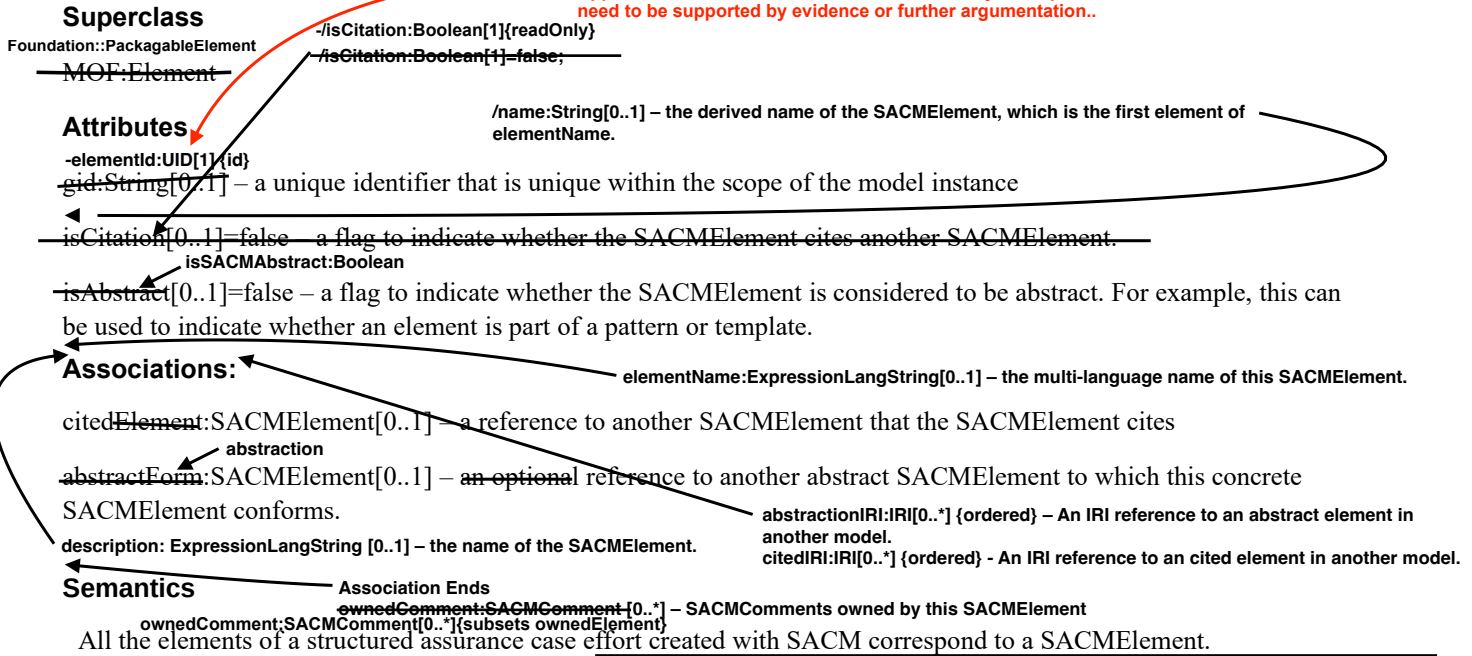 need to be supported by evidence or further argumentation..
Superclass
-/isCitation:Boolean[1]{readOnly}
Foundation::PackagableElement
/isCitation:Boolean[1]=false;
MOF:Element
/name:String[0..1] – the derived name of the SACMElement, which is the first element of
elementName.
Attributes
-elementId:UID[1] {id}
gid:String[0..1] – a unique identifier that is unique within the scope of the model instance
isCitation[0..1]=false – a flag to indicate whether the SACMElement cites another SACMElement.
isSACMAbstract:Boolean
isAbstract[0..1]=false – a flag to indicate whether the SACMElement is considered to be abstract. For example, this can
be used to indicate whether an element is part of a pattern or template.
Associations:
elementName:ExpressionLangString[0..1] – the multi-language name of this SACMElement.
citedElement:SACMElement[0..1] – a reference to another SACMElement that the SACMElement cites
abstraction
abstractForm:SACMElement[0..1] – an optional reference to another abstract SACMElement to which this concrete
SACMElement conforms.
abstractionIRI:IRI[0..*] {ordered} – An IRI reference to an abstract element in
another model.
description: ExpressionLangString [0..1] – the name of the SACMElement.
citedIRI:IRI[0..*] {ordered} - An IRI reference to an cited element in another model.
Semantics
Association Ends
ownedComment:SACMComment [0..*] – SACMComments owned by this SACMElement
ownedComment:SACMComment[0..*]{subsets ownedElement}
All the elements of a structured assurance case effort created with SACM correspond to a SACMElement.